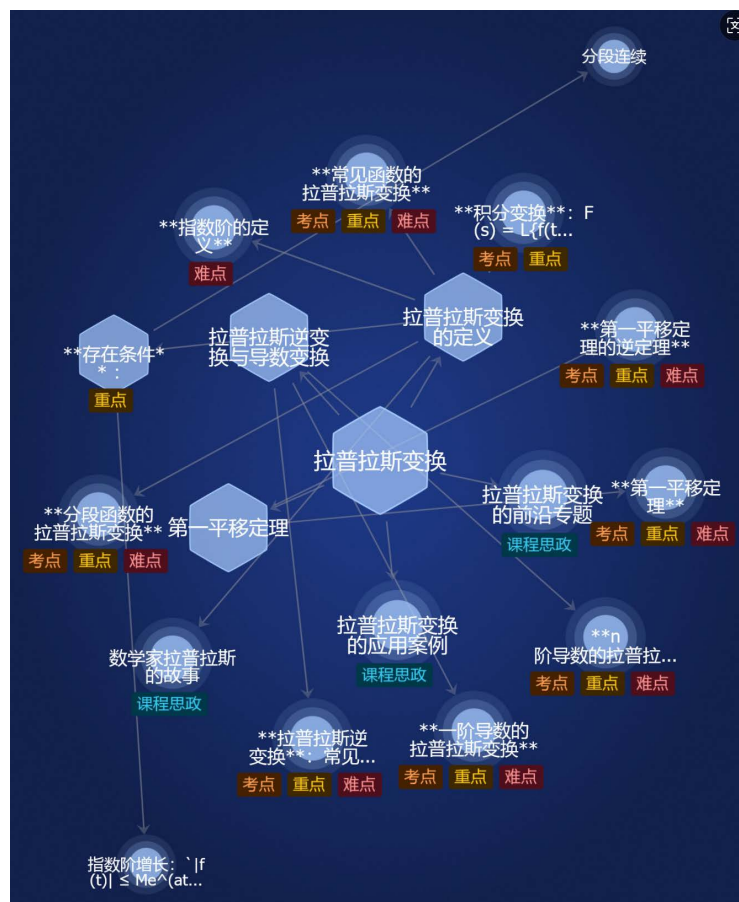 分段连续
**常见函数的
拉普拉斯变换**
考点 重点 难点
**积分变换**：F
(s) = L{f(t...
考点 重点
**指数阶的定
义**
难点
拉普拉斯变换
的定义
拉普拉斯逆变
换与导数变换
**存在条件*
*：
重点
**第一平移定
理的逆定理**
考点 重点 难点
拉普拉斯变换
拉普拉斯变换
的前沿专题
课程思政
**第一平移定
理**
考点 重点 难点
**分段函数的
拉普拉斯变换**
考点 重点 难点
第一平移定理
拉普拉斯变换
的应用案例
课程思政
**n
阶导数的拉普拉...
考点 重点 难点
数学家拉普拉斯
的故事
课程思政
**拉普拉斯逆
变换**：常见...
考点 重点 难点
**一阶导数的
拉普拉斯变换**
考点 重点 难点
指数阶增长：`|f
(t)| ≤ Me^(at...